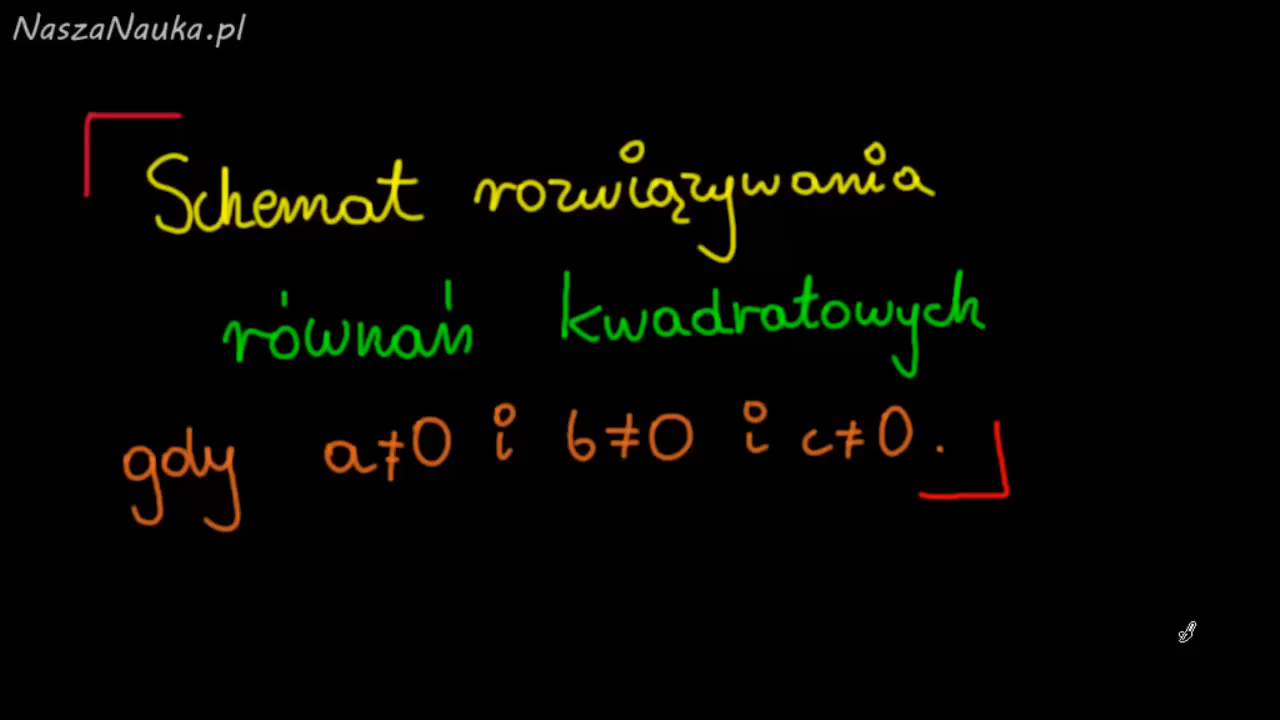 NaszaNauka.pl
Schemat rozwiązywania
równań kwadratowych
gdy a≠0 i b≠0 i c≠0.